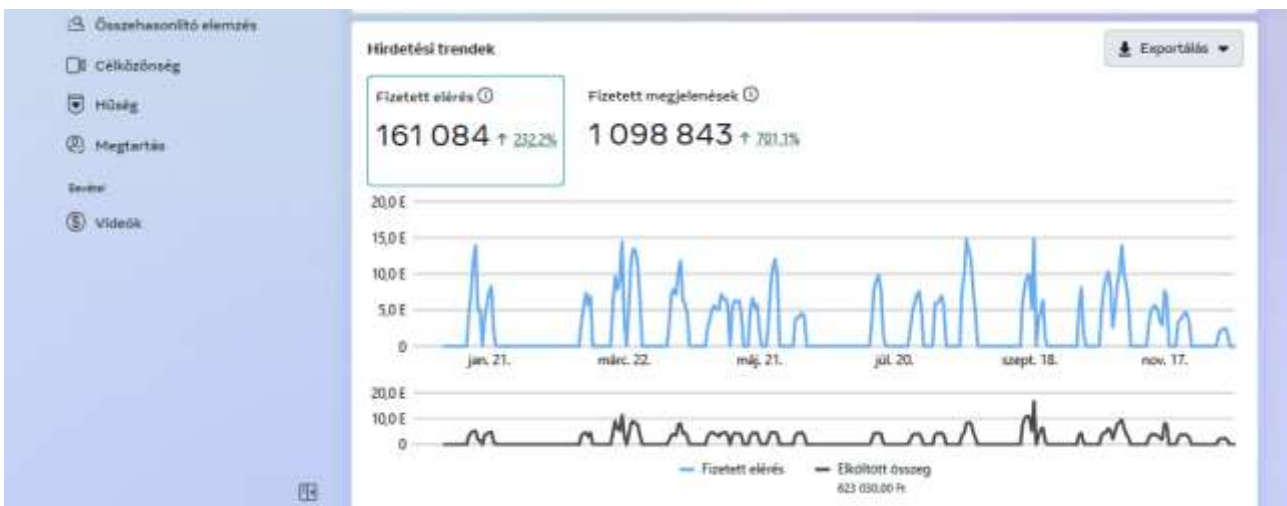 Összehasonlító elemzés
Célközönség
Hűség
Megtartás
Bevétel
Videók
Hirdetési trendek
Exportálás
Fizetett elérés
161 084 ↑ 232.2%
Fizetett megjelenések
1 098 843 ↑ 701.1%
20,0 E
15,0 E
10,0 E
5,0 E
0
jan. 21. márc. 22. máj. 21. júl. 20. szept. 18. nov. 17.
20,0 E
10,0 E
0
Fizetett elérés
Elköltött összeg
623 030,00 Ft